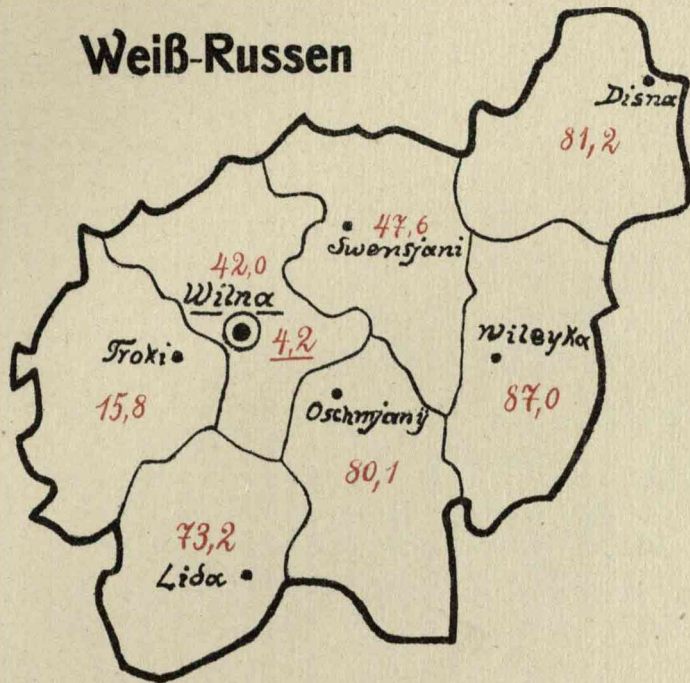 Weiß-Russen
Disna
81,2
47,6
Swensjani
42,0
Wilna
4,2
Troki
15,8
Wileyka
87,0
Oschmjanÿ
80,1
73,2
Lida